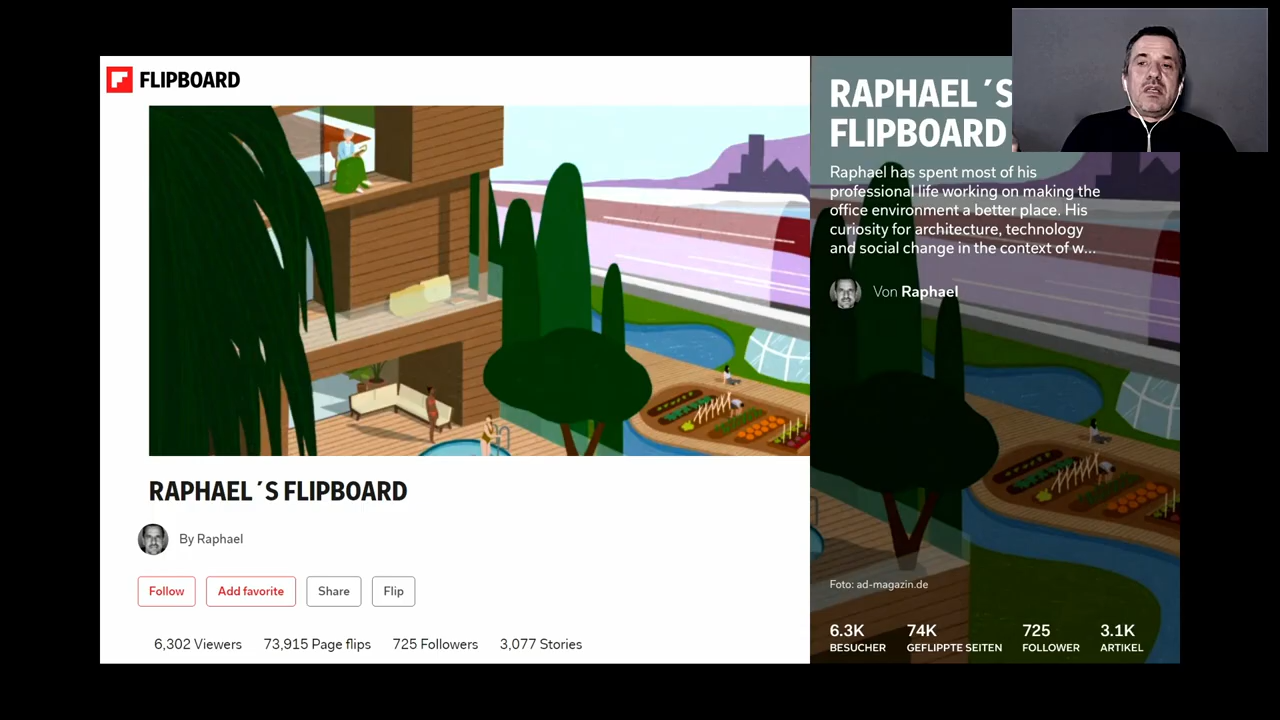 FLIPBOARD
RAPHAEL´S FLIPBOARD
By Raphael
Follow
Add favorite
Share
Flip
6,302 Viewers
73,915 Page flips
725 Followers
3,077 Stories
RAPHAEL´S
FLIPBOARD
Raphael has spent most of his
professional life working on making the
office environment a better place. His
curiosity for architecture, technology
and social change in the context of w...
Von Raphael
Foto: ad-magazin.de
6.3K
BESUCHER
74K
GEFLIPPTE SEITEN
725
FOLLOWER
3.1K
ARTIKEL